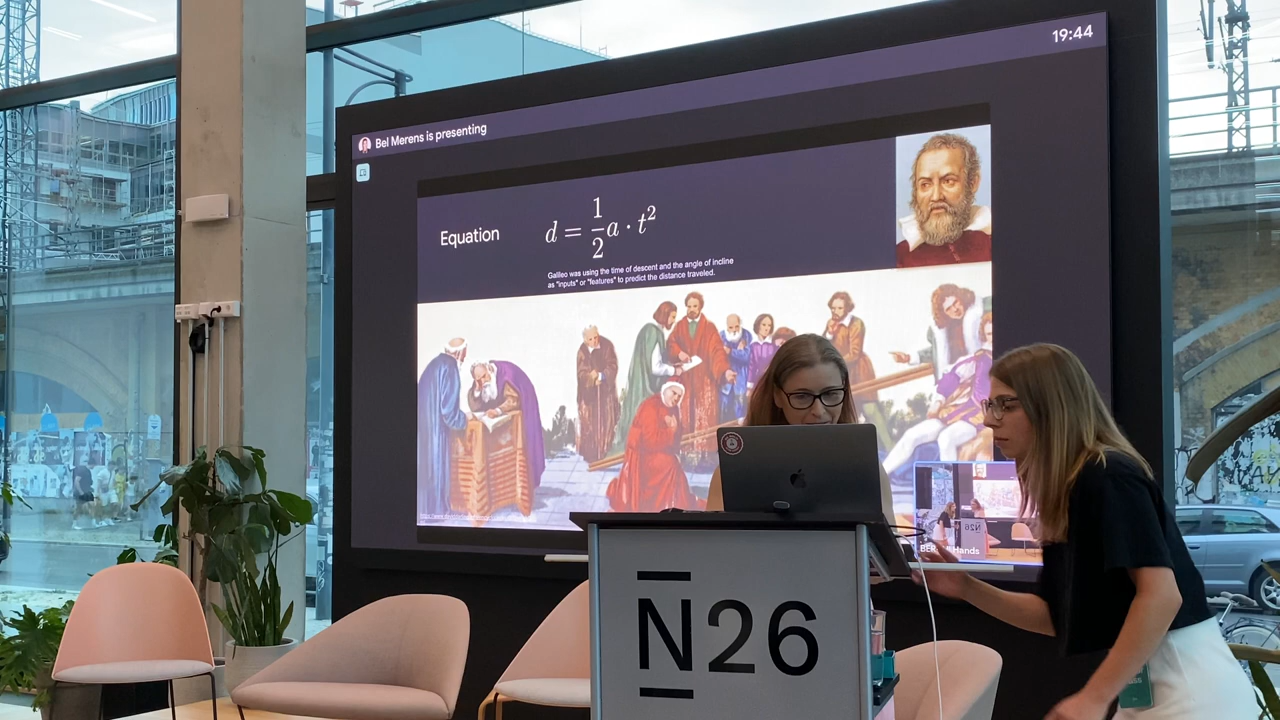 19:44
Bel Merens is presenting
Equation
d = 1/2 a · t²
Galileo was using the time of descent and the angle of incline
as "inputs" or "features" to predict the distance traveled.
Hands
N26